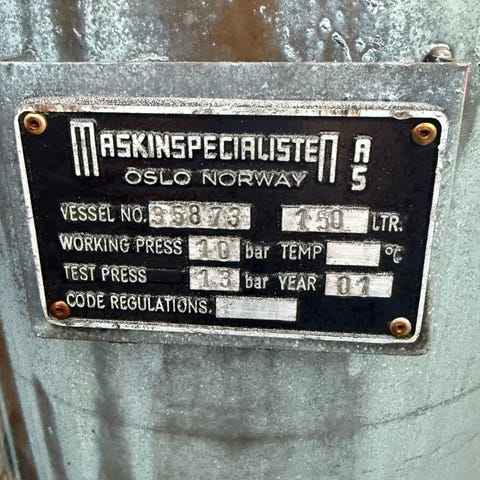 MASKINSPECIALISTEN AS
OSLO NORWAY
VESSEL NO. 95873 150 LTR.
WORKING PRESS 10 bar TEMP °C
TEST PRESS 13 bar YEAR 01
CODE REGULATIONS.